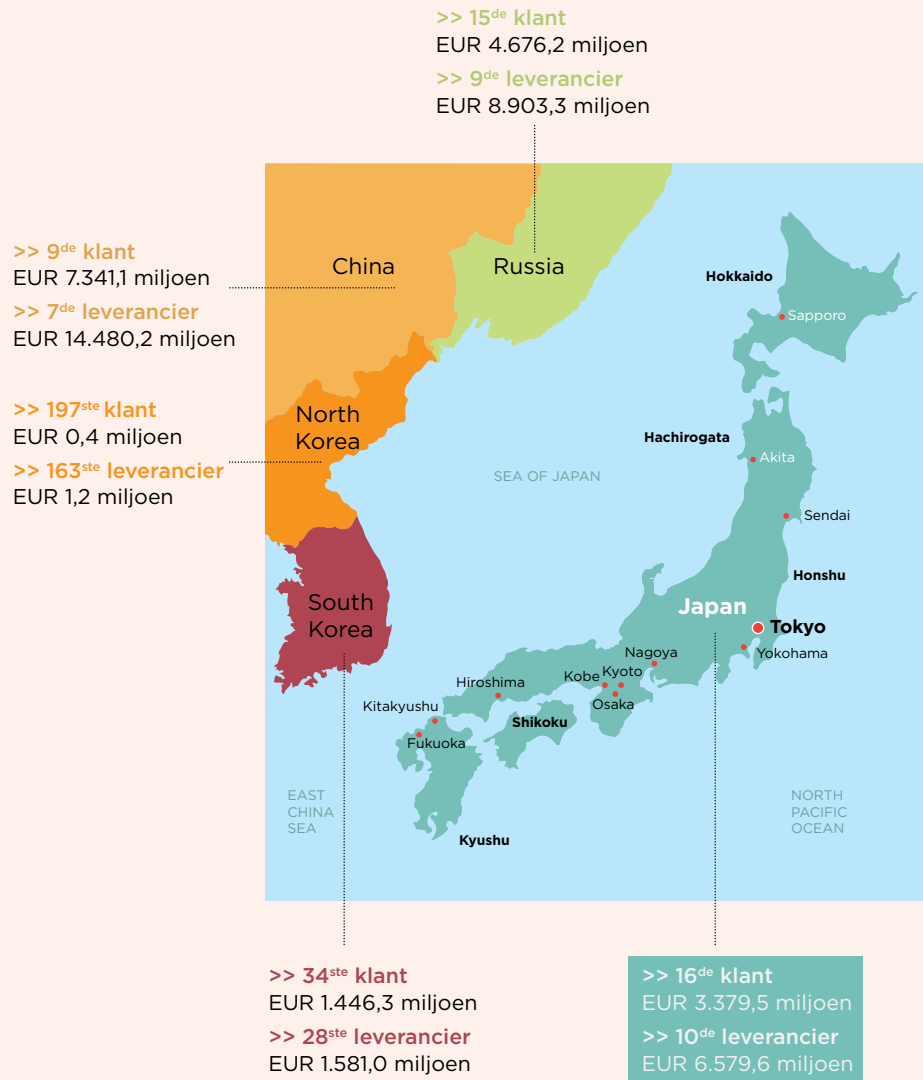 >> 15de klant
EUR 4.676,2 miljoen
>> 9de leverancier
EUR 8.903,3 miljoen
>> 9de klant
EUR 7.341,1 miljoen
>> 7de leverancier
EUR 14.480,2 miljoen
>> 197ste klant
EUR 0,4 miljoen
>> 163ste leverancier
EUR 1,2 miljoen
China
Russia
Hokkaido
Sapporo
North
Korea
Hachirogata
Akita
SEA OF JAPAN
Sendai
Honshu
South
Korea
Japan
Tokyo
Yokohama
Nagoya
Kobe
Kyoto
Hiroshima
Osaka
Kitakyushu
Shikoku
Fukuoka
EAST
CHINA
SEA
NORTH
PACIFIC
OCEAN
Kyushu
>> 34ste klant
EUR 1.446,3 miljoen
>> 28ste leverancier
EUR 1.581,0 miljoen
>> 16de klant
EUR 3.379,5 miljoen
>> 10de leverancier
EUR 6.579,6 miljoen